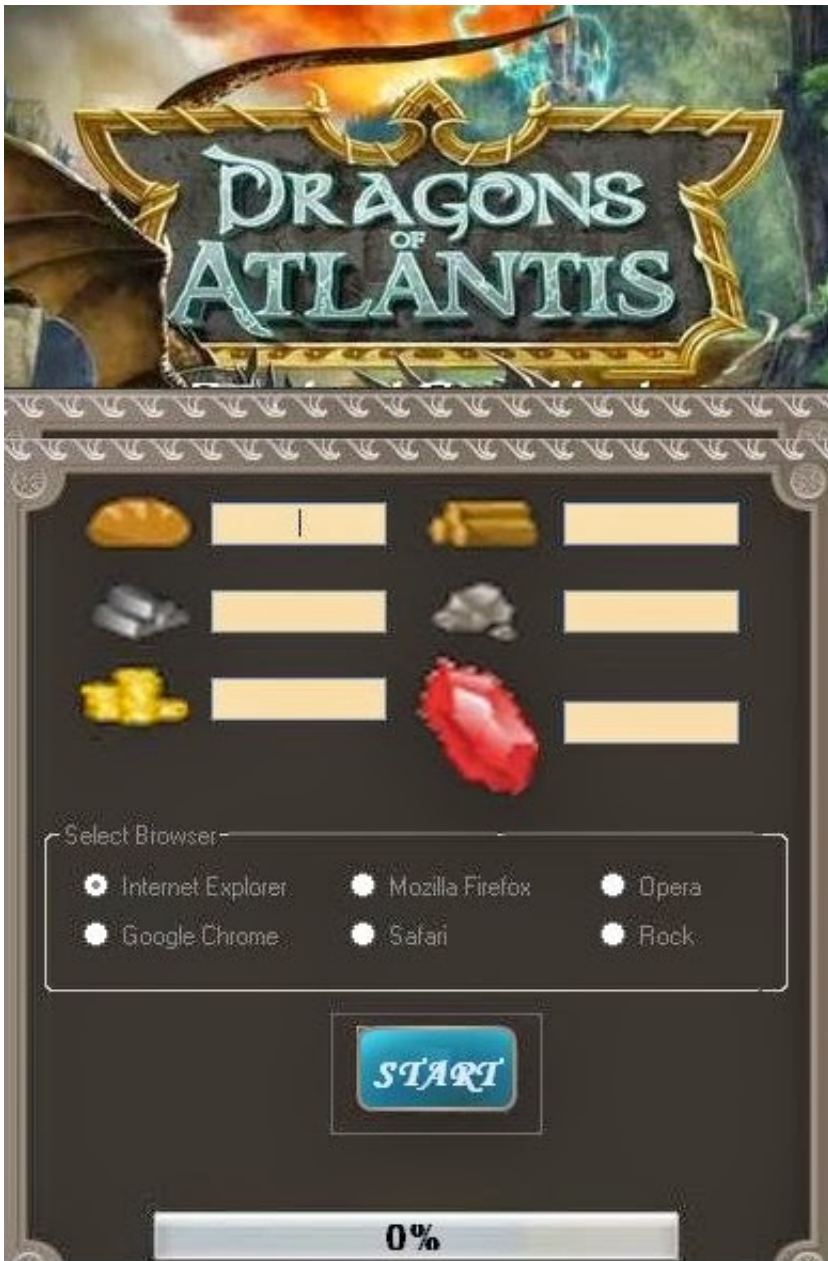 DRAGONS
OF
ATLANTIS
Select Browser
Internet Explorer
Mozilla Firefox
Opera
Google Chrome
Safari
Rock
START
0%